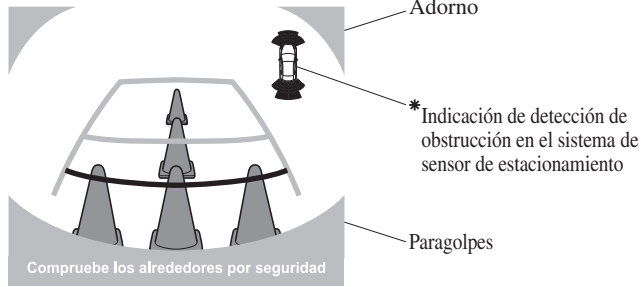 Adorno
*Indicación de detección de
obstrucción en el sistema de
sensor de estacionamiento
Paragolpes
Compruebe los alrededores por seguridad